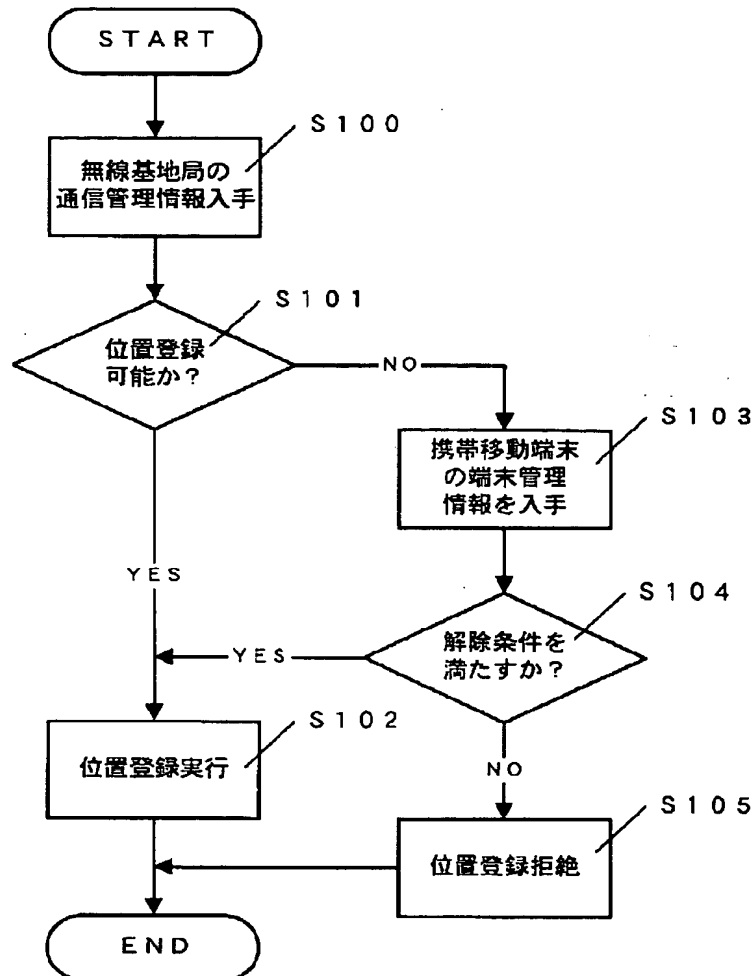 START
S100
無線基地局の
通信管理情報入手
S101
位置登録
可能か？
NO
S103
携帯移動端末
の端末管理
情報を入手
YES
S104
解除条件を
満たすか？
YES
S102
位置登録実行
NO
S105
位置登録拒絶
END